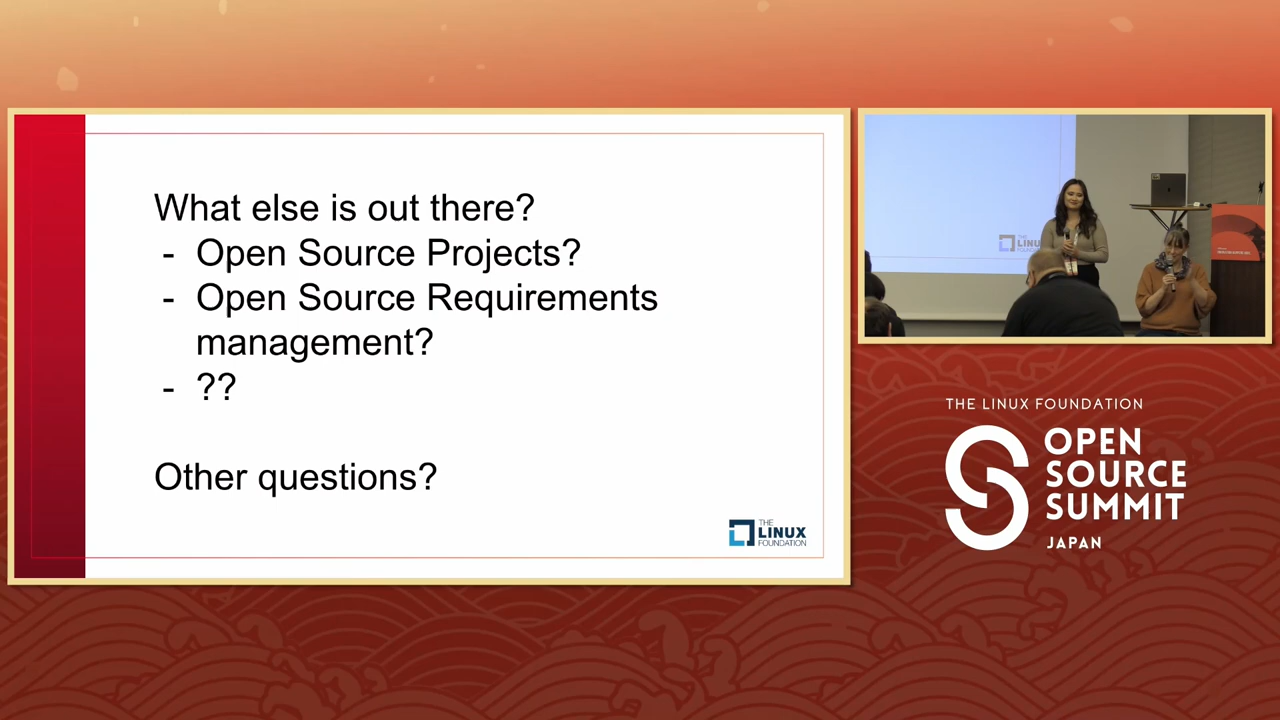 What else is out there?
- Open Source Projects?
- Open Source Requirements
management?
- ??
Other questions?
THE
LINUX
FOUNDATION
THE LINUX FOUNDATION
OPEN
SOURCE
SUMMIT
JAPAN